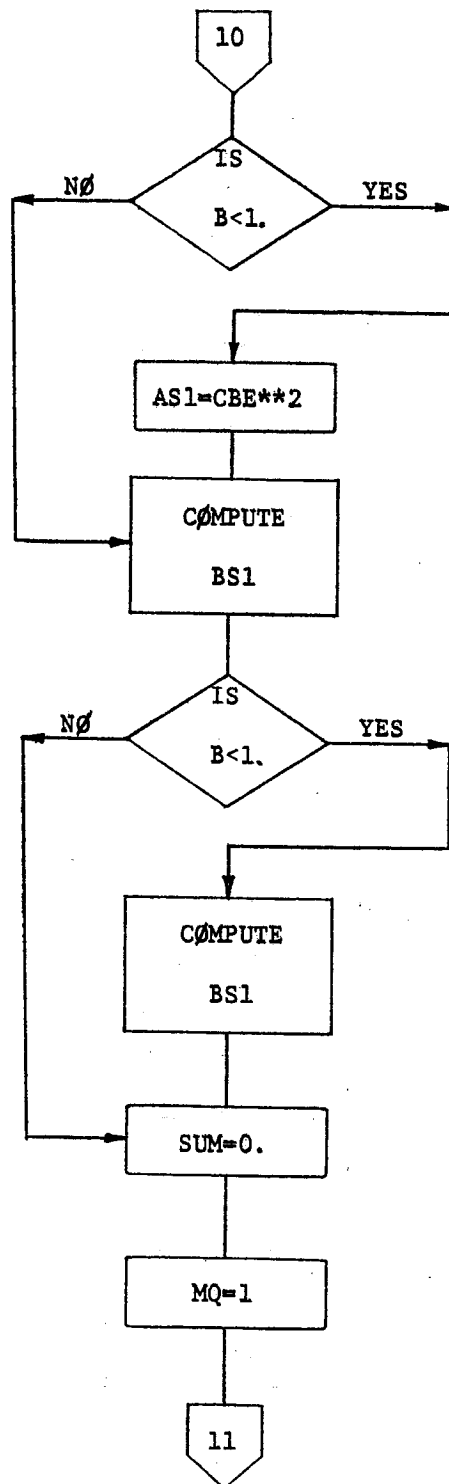 10
IS
NØ
YES
B<1.
AS1=CBE**2
CØMPUTE
BS1
IS
NØ
YES
B<1.
CØMPUTE
BS1
SUM=0.
MQ=1
11